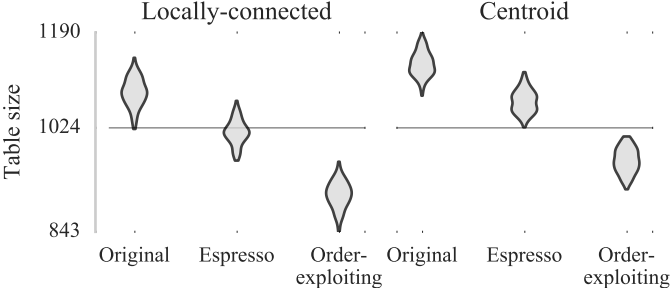 Locally-connected
Centroid
Table size
1190
1024
843
Original
Espresso
Order-
exploiting
Original
Espresso
Order-
exploiting